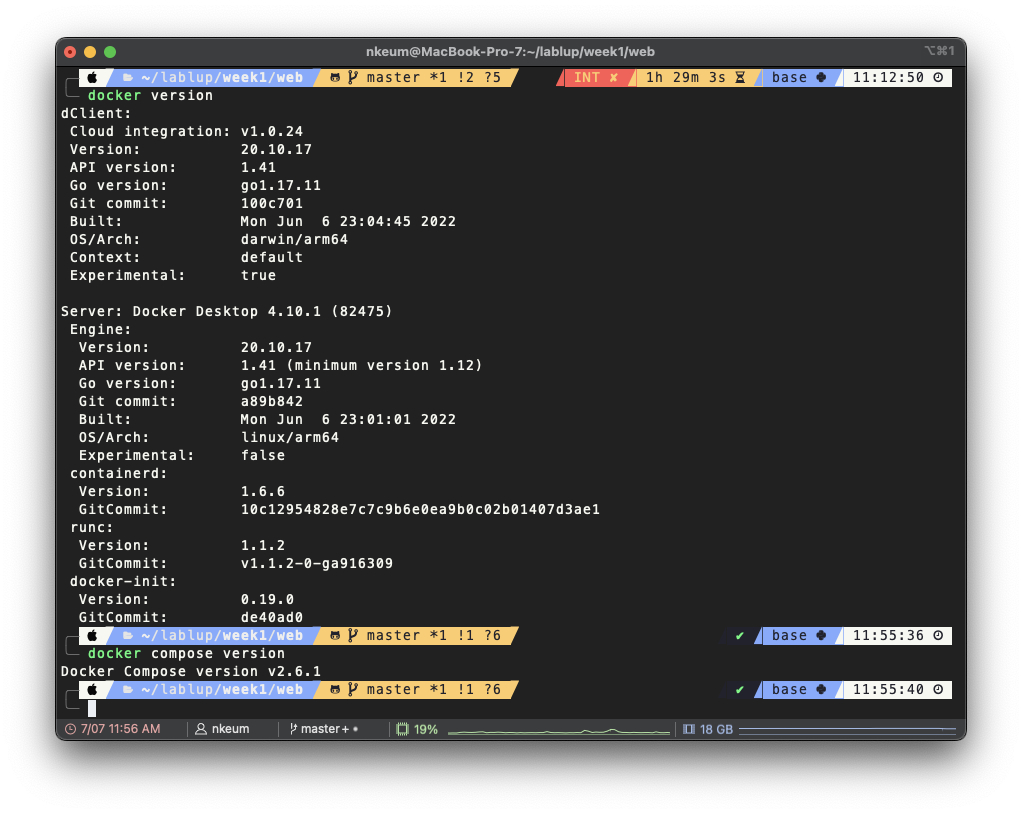 nkeum@MacBook-Pro-7:~/lablup/week1/web ⌥⌘1
~/lablup/week1/web master *1 !2 ?5 INT ✘ 1h 29m 3s base 11:12:50
docker version
dClient:
Cloud integration: v1.0.24
Version: 20.10.17
API version: 1.41
Go version: go1.17.11
Git commit: 100c701
Built: Mon Jun  6 23:04:45 2022
OS/Arch: darwin/arm64
Context: default
Experimental: true
Server: Docker Desktop 4.10.1 (82475)
Engine:
Version: 20.10.17
API version: 1.41 (minimum version 1.12)
Go version: go1.17.11
Git commit: a89b842
Built: Mon Jun  6 23:01:01 2022
OS/Arch: linux/arm64
Experimental: false
containerd:
Version: 1.6.6
GitCommit: 10c12954828e7c7c9b6e0ea9b0c02b01407d3ae1
runc:
Version: 1.1.2
GitCommit: v1.1.2-0-ga916309
docker-init:
Version: 0.19.0
GitCommit: de40ad0
~/lablup/week1/web master *1 !1 ?6 ✔ base 11:55:36
docker compose version
Docker Compose version v2.6.1
~/lablup/week1/web master *1 !1 ?6 ✔ base 11:55:40
7/07 11:56 AM nkeum master+• 19% 18 GB